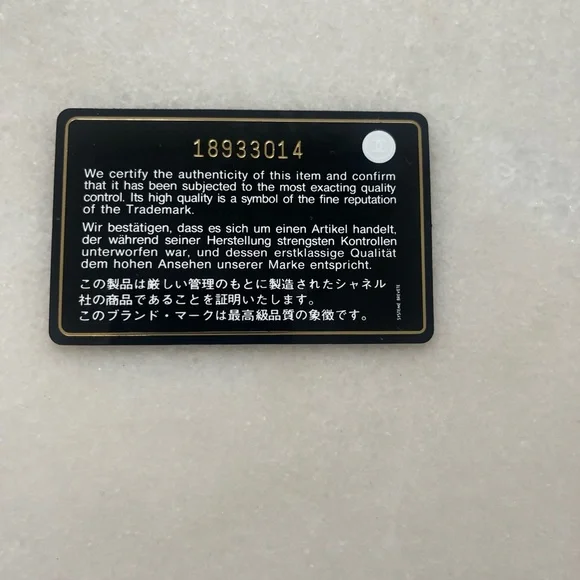 18933014
We certify the authenticity of this item and confirm
that it has been subjected to the most exacting quality
control. Its high quality is a symbol of the fine reputation
of the Trademark.
Wir bestätigen, dass es sich um einen Artikel handelt,
der während seiner Herstellung strengsten Kontrollen
unterworfen war, und dessen erstklassige Qualität
dem hohen Ansehen unserer Marke entspricht.
この製品は厳しい管理のもとに製造されたシャネル
社の商品であることを証明いたします。
このブランド・マークは最高級品質の象徴です。
SYSTEME BREVETE